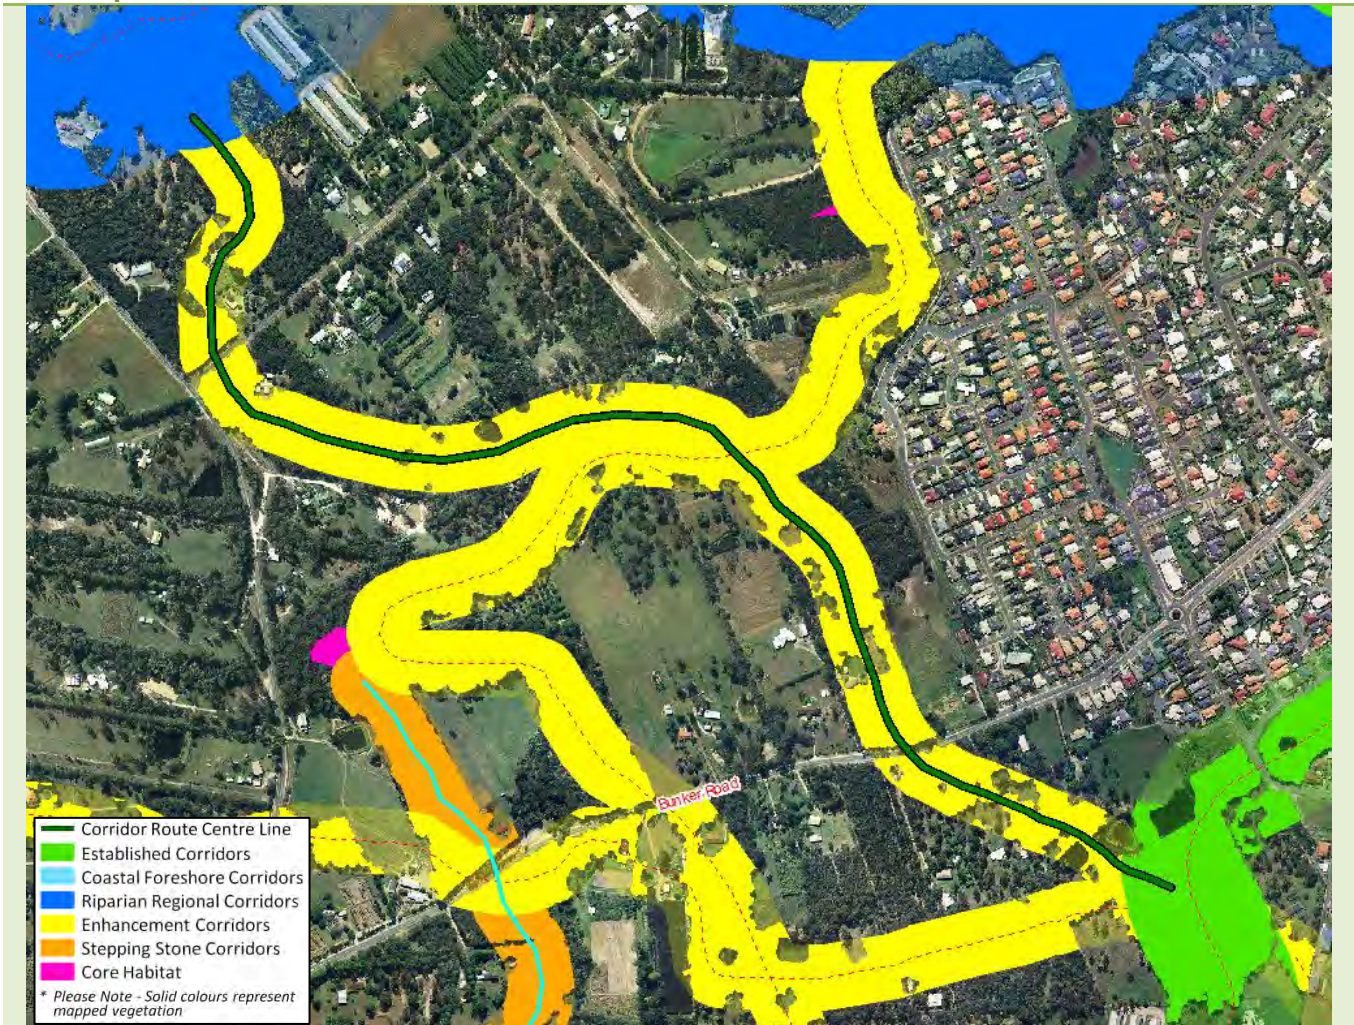 Bunker Road
Corridor Route Centre Line
Established Corridors
Coastal Foreshore Corridors
Riparian Regional Corridors
Enhancement Corridors
Stepping Stone Corridors
Core Habitat
* Please Note - Solid colours represent
mapped vegetation